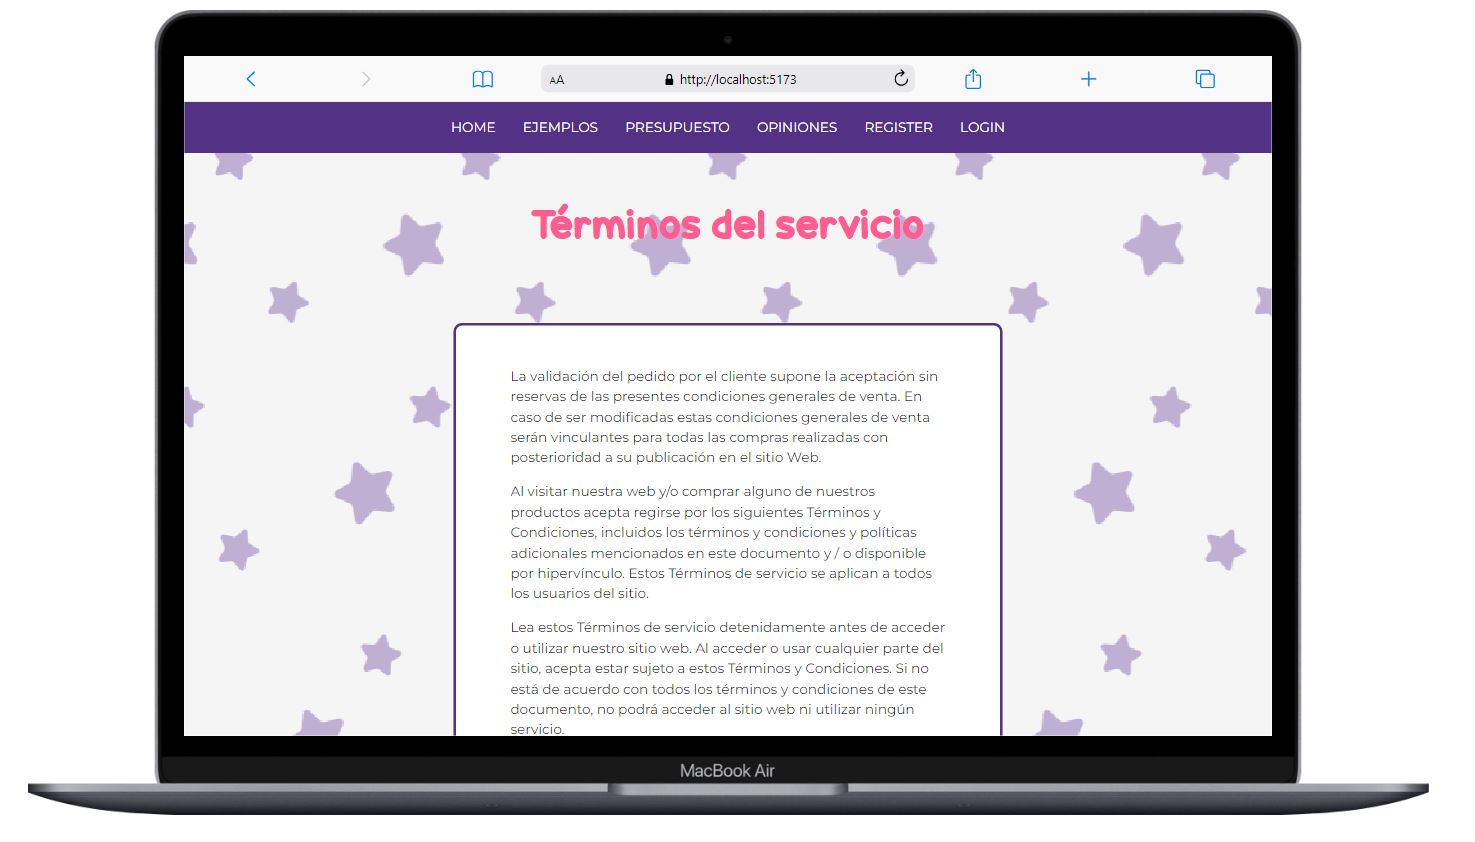 AA
http://localhost:5173
HOME EJEMPLOS PRESUPUESTO OPINIONES REGISTER LOGIN
Términos del servicio
La validación del pedido por el cliente supone la aceptación sin
reservas de las presentes condiciones generales de venta. En
caso de ser modificadas estas condiciones generales de venta
serán vinculantes para todas las compras realizadas con
posterioridad a su publicación en el sitio Web.
Al visitar nuestra web y/o comprar alguno de nuestros
productos acepta regirse por los siguientes Términos y
Condiciones, incluidos los términos y condiciones y políticas
adicionales mencionados en este documento y / o disponible
por hipervínculo. Estos Términos de servicio se aplican a todos
los usuarios del sitio.
Lea estos Términos de servicio detenidamente antes de acceder
o utilizar nuestro sitio web. Al acceder o usar cualquier parte del
sitio, acepta estar sujeto a estos Términos y Condiciones. Si no
está de acuerdo con todos los términos y condiciones de este
documento, no podrá acceder al sitio web ni utilizar ningún
servicio.
MacBook Air